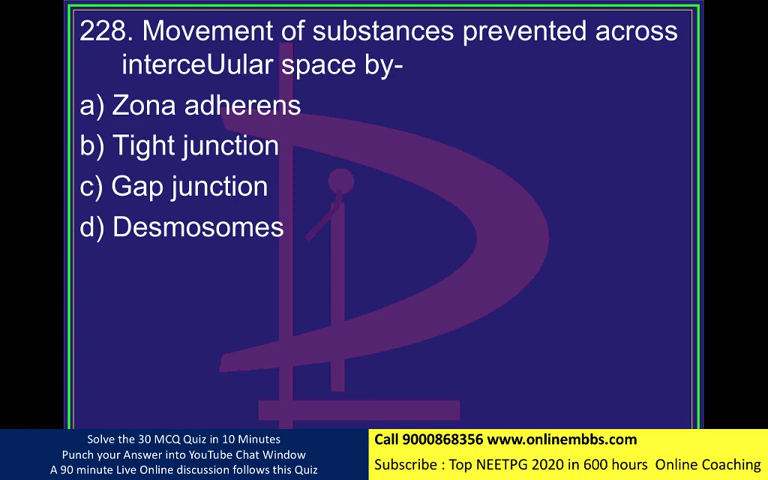 228. Movement of substances prevented across
interceUular space by-
a) Zona adherens
b) Tight junction
c) Gap junction
d) Desmosomes
Solve the 30 MCQ Quiz in 10 Minutes
Punch your Answer into YouTube Chat Window
A 90 minute Live Online discussion follows this Quiz
Call 9000868356 www.onlinembbs.com
Subscribe : Top NEETPG 2020 in 600 hours Online Coaching